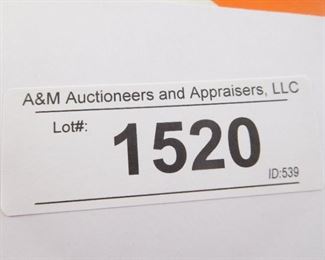 A&M Auctioneers and Appraisers, LLC
Lot#: 1520
ID:539